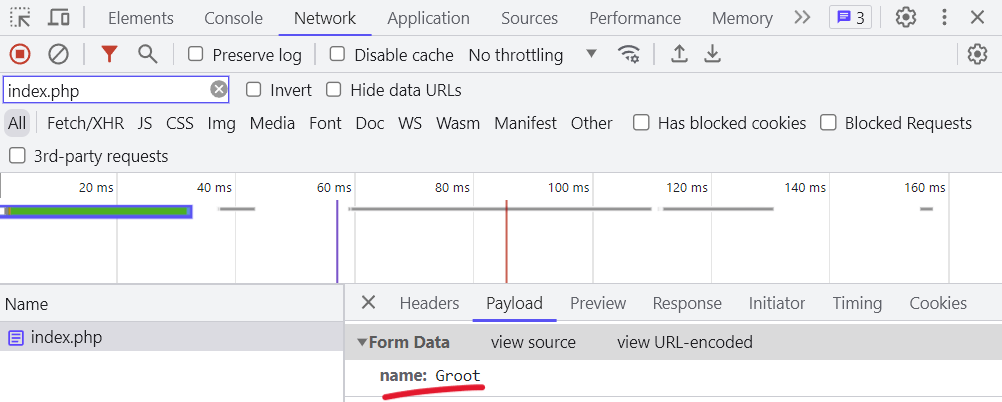 Elements Console Network Application Sources Performance Memory 3
Preserve log Disable cache No throttling
index.php Invert Hide data URLs
All Fetch/XHR JS CSS Img Media Font Doc WS Wasm Manifest Other Has blocked cookies Blocked Requests
3rd-party requests
20 ms 40 ms 60 ms 80 ms 100 ms 120 ms 140 ms 160 ms
Name Headers Payload Preview Response Initiator Timing Cookies
index.php Form Data view source view URL-encoded
name: Groot